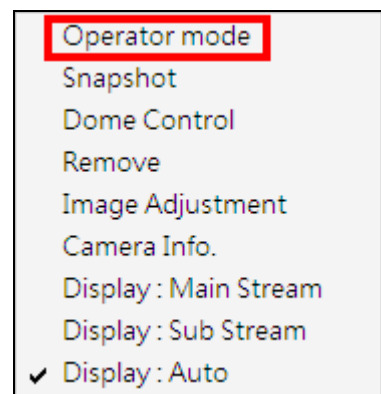 Operator mode
Snapshot
Dome Control
Remove
Image Adjustment
Camera Info.
Display : Main Stream
Display : Sub Stream
✔ Display : Auto